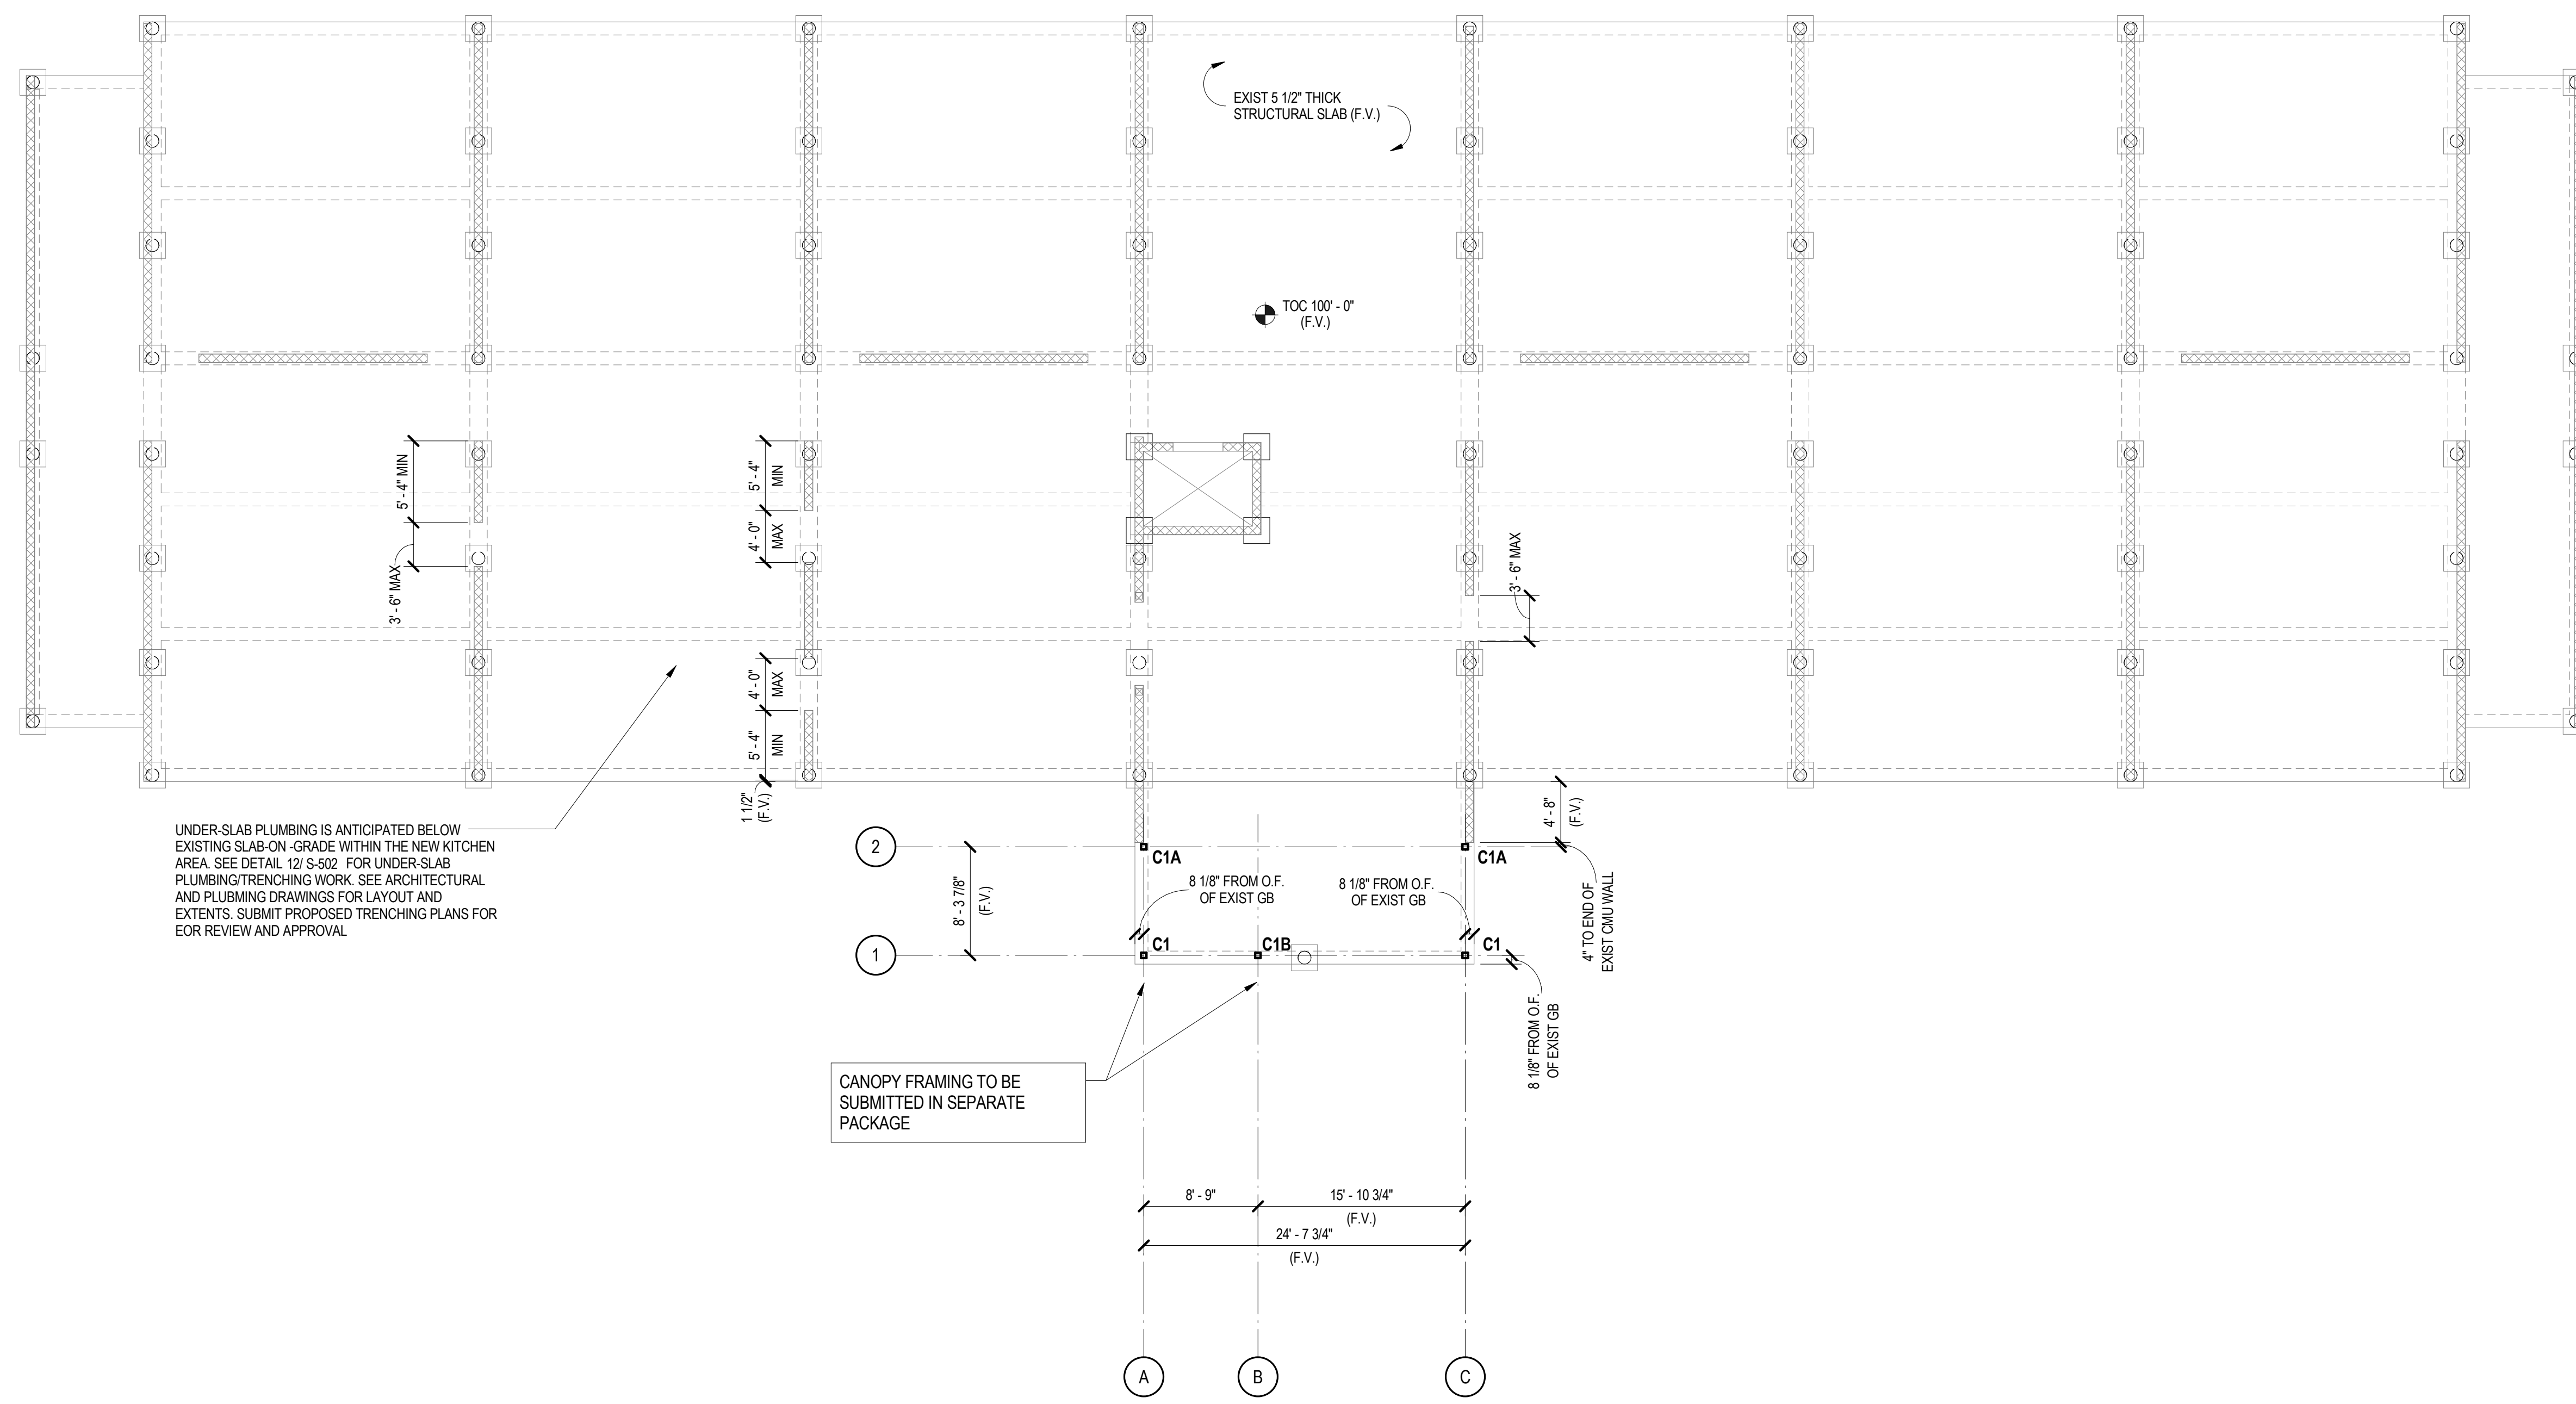 EXIST 5 1/2" THICK
STRUCTURAL SLAB (F.V.)
TOC 100' - 0"
(F.V.)
5' - 4" MIN
3' - 6" MAX
5' - 4"
MIN
4' - 0"
MAX
3' - 6" MAX
4' - 0"
MAX
5' - 4"
MIN
1 1/2"
(F.V.)
4' - 8"
(F.V.)
UNDER-SLAB PLUMBING IS ANTICIPATED BELOW
EXISTING SLAB-ON -GRADE WITHIN THE NEW KITCHEN
AREA. SEE DETAIL 12/ S-502 FOR UNDER-SLAB
PLUMBING/TRENCHING WORK. SEE ARCHITECTURAL
AND PLUBMING DRAWINGS FOR LAYOUT AND
EXTENTS. SUBMIT PROPOSED TRENCHING PLANS FOR
EOR REVIEW AND APPROVAL
2
C1A
C1A
8' - 3 7/8"
(F.V.)
8 1/8" FROM O.F.
OF EXIST GB
8 1/8" FROM O.F.
OF EXIST GB
4" TO END OF
EXIST CMU WALL
1
C1
C1B
C1
8 1/8" FROM O.F.
OF EXIST GB
CANOPY FRAMING TO BE
SUBMITTED IN SEPARATE
PACKAGE
8' - 9"
15' - 10 3/4"
(F.V.)
24' - 7 3/4"
(F.V.)
A
B
C